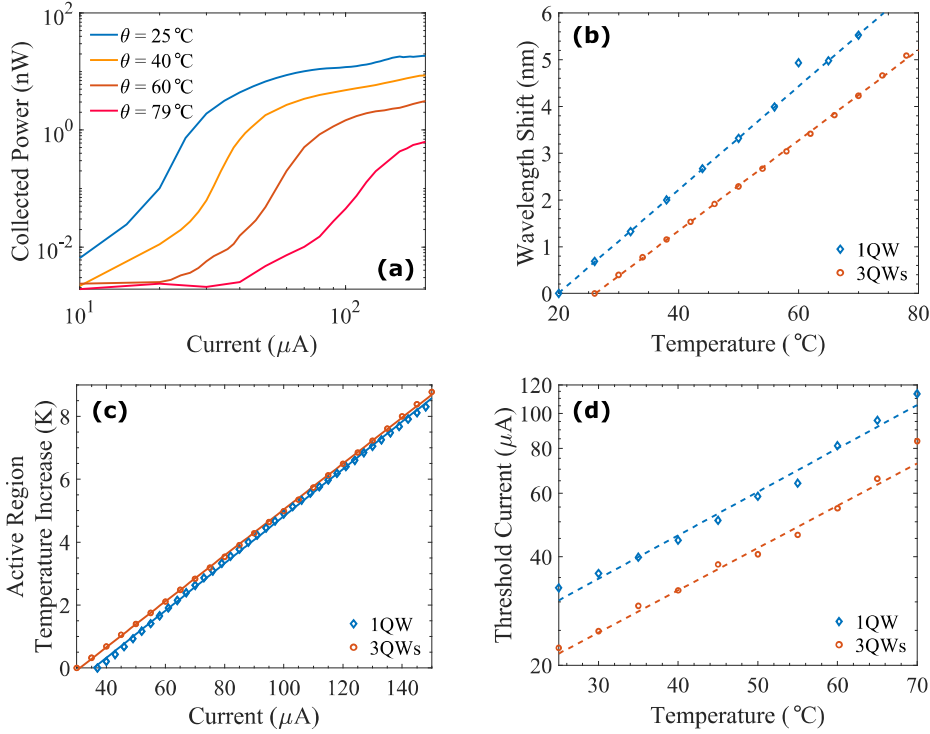 Collected Power (nW)
10^2
10^0
10^-2
θ = 25 °C
θ = 40 °C
θ = 60 °C
θ = 79 °C
(a)
10^1
10^2
Current (μA)
Wavelength Shift (nm)
6
5
4
3
2
1
0
(b)
1QW
3QWs
20
40
60
80
Temperature (°C)
Active Region
Temperature Increase (K)
8
6
4
2
0
(c)
1QW
3QWs
40
60
80
100
120
140
Current (μA)
Threshold Current (μA)
120
100
80
60
40
20
(d)
1QW
3QWs
30
40
50
60
70
Temperature (°C)